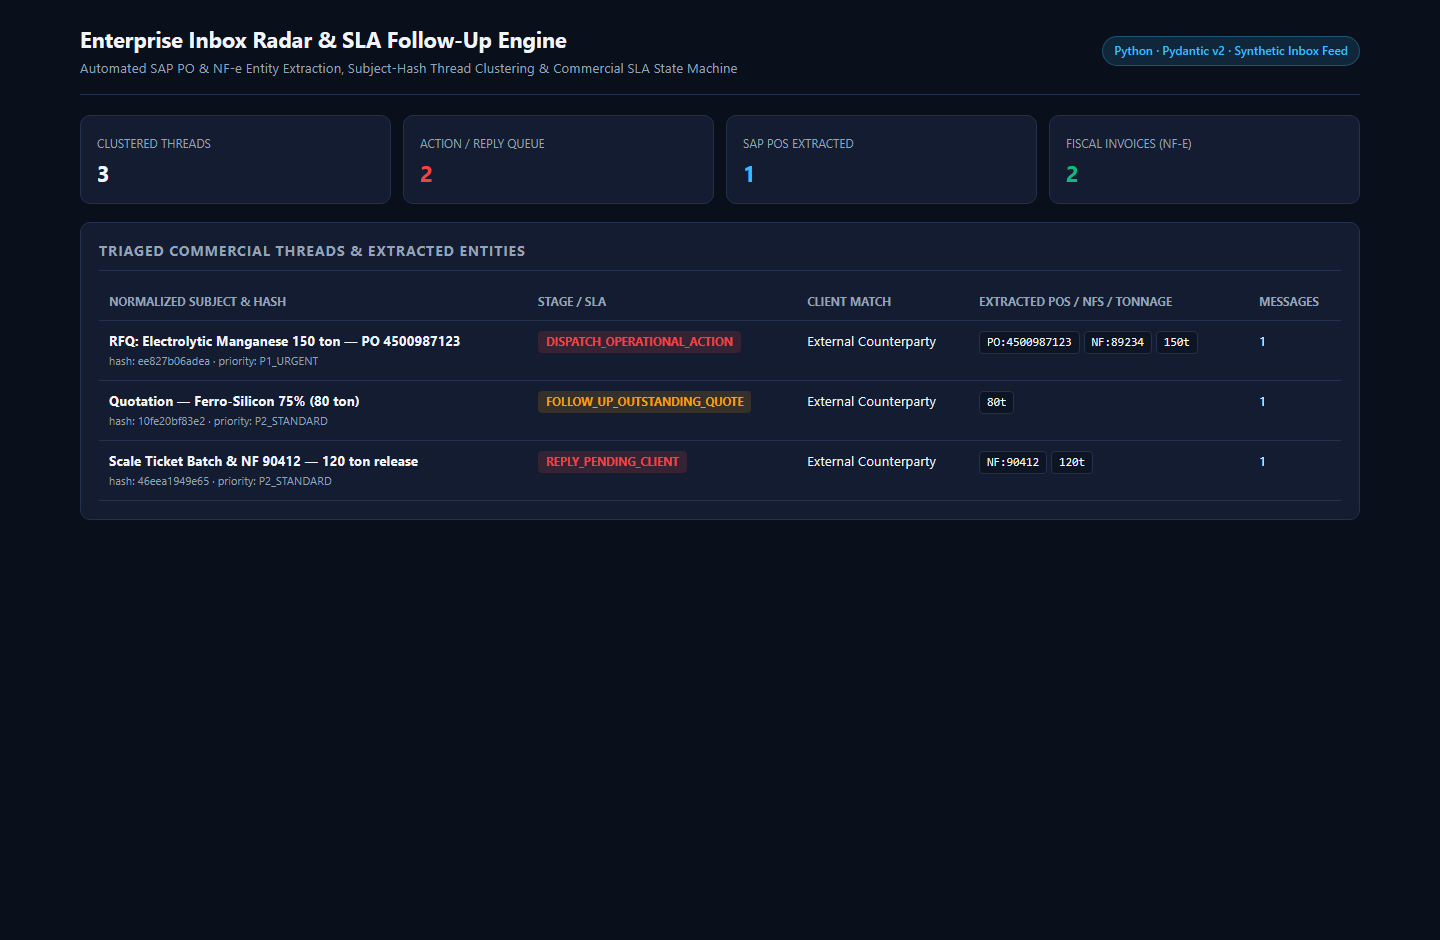 Enterprise Inbox Radar & SLA Follow-Up Engine
Automated SAP PO & NF-e Entity Extraction, Subject-Hash Thread Clustering & Commercial SLA State Machine
Python · Pydantic v2 · Synthetic Inbox Feed
CLUSTERED THREADS
3
ACTION / REPLY QUEUE
2
SAP POS EXTRACTED
1
FISCAL INVOICES (NF-E)
2
TRIAGED COMMERCIAL THREADS & EXTRACTED ENTITIES
NORMALIZED SUBJECT & HASH STAGE / SLA CLIENT MATCH EXTRACTED POS / NFS / TONNAGE MESSAGES
RFQ: Electrolytic Manganese 150 ton — PO 4500987123 DISPATCH_OPERATIONAL_ACTION External Counterparty PO:4500987123 NF:89234 150t 1
hash: ee827b06adea · priority: P1_URGENT
Quotation — Ferro-Silicon 75% (80 ton) FOLLOW_UP_OUTSTANDING_QUOTE External Counterparty 80t 1
hash: 10fe20bf83e2 · priority: P2_STANDARD
Scale Ticket Batch & NF 90412 — 120 ton release REPLY_PENDING_CLIENT External Counterparty NF:90412 120t 1
hash: 46eea1949e65 · priority: P2_STANDARD